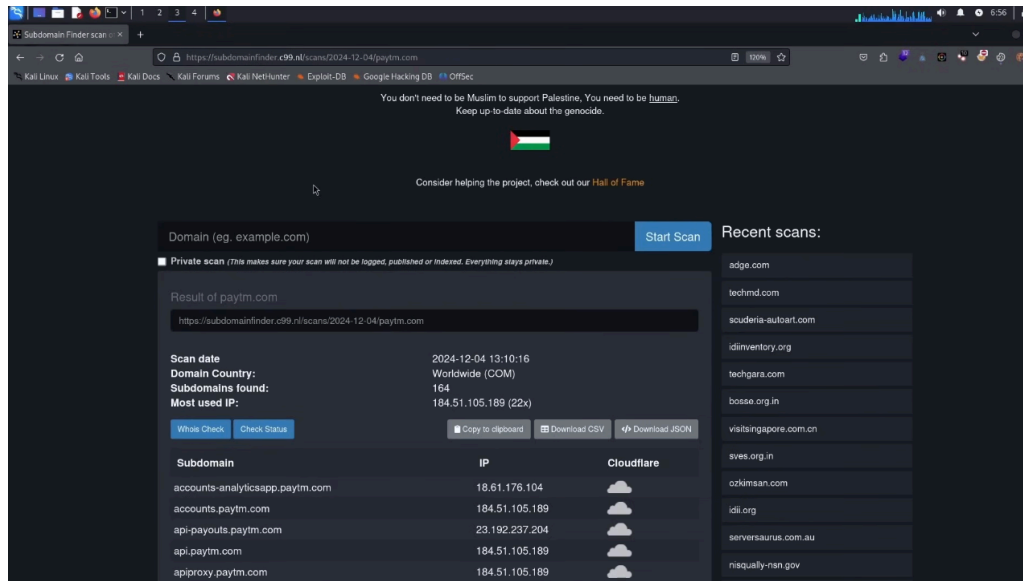 1 2 3 4
6:56
Subdomain Finder scan o
https://subdomainfinder.c99.nl/scans/2024-12-04/paytm.com
120%
Kali Linux Kali Tools Kali Docs Kali Forums Kali NetHunter Exploit-DB Google Hacking DB OffSec
You don't need to be Muslim to support Palestine, You need to be human.
Keep up-to-date about the genocide.
Consider helping the project, check out our Hall of Fame
Domain (eg. example.com)
Start Scan
Private scan (This makes sure your scan will not be logged, published or indexed. Everything stays private.)
Result of paytm.com
https://subdomainfinder.c99.nl/scans/2024-12-04/paytm.com
Scan date 2024-12-04 13:10:16
Domain Country: Worldwide (COM)
Subdomains found: 164
Most used IP: 184.51.105.189 (22x)
Whois Check Check Status Copy to clipboard Download CSV Download JSON
Subdomain IP Cloudflare
accounts-analyticsapp.paytm.com 18.61.176.104
accounts.paytm.com 184.51.105.189
api-payouts.paytm.com 23.192.237.204
api.paytm.com 184.51.105.189
apiproxy.paytm.com 184.51.105.189
Recent scans:
adge.com
techmd.com
scuderia-autoart.com
idiinventory.org
techgara.com
bosse.org.in
visitsingapore.com.cn
sves.org.in
ozkimsan.com
idii.org
serversaurus.com.au
nisqually-nsn.gov